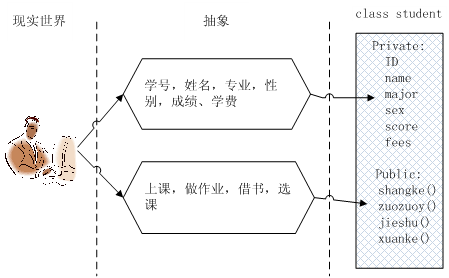 现实世界
抽象
class student
学号，姓名，专业，性
别，成绩、学费
上课，做作业，借书，选
课
Private:
ID
name
major
sex
score
fees
Public:
shangke()
zuozuoy()
jieshu()
xuanke()